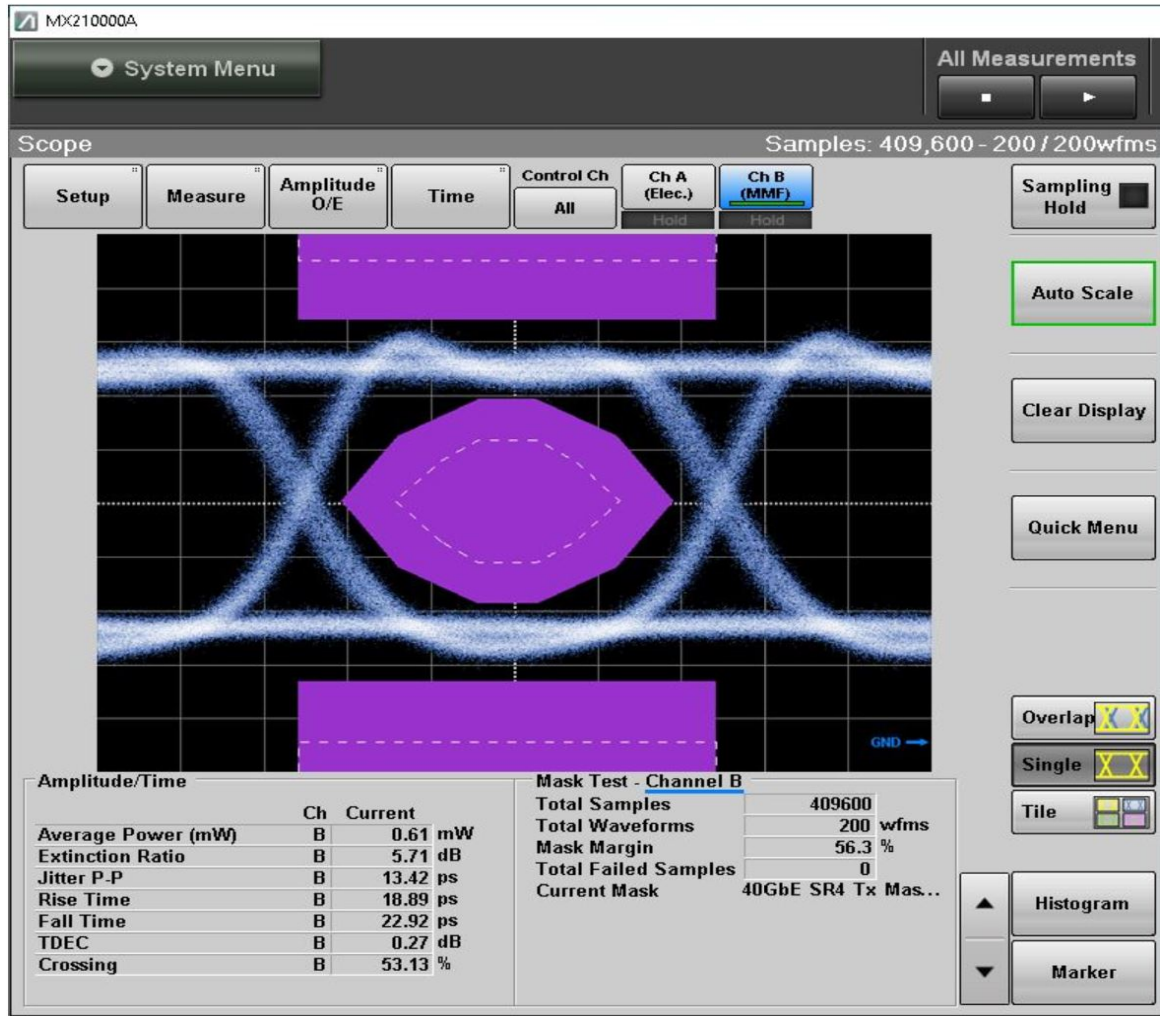 MX210000A
System Menu
All Measurements
Scope
Samples: 409,600 - 200 / 200wfms
Setup
Measure
Amplitude O/E
Time
Control Ch
All
Ch A (Elec.)
Hold
Ch B (MMF)
Hold
Sampling Hold
Auto Scale
Clear Display
Quick Menu
GND
Overlap
Single
Tile
Amplitude/Time
Ch Current
Average Power (mW) B 0.61 mW
Extinction Ratio B 5.71 dB
Jitter P-P B 13.42 ps
Rise Time B 18.89 ps
Fall Time B 22.92 ps
TDEC B 0.27 dB
Crossing B 53.13 %
Mask Test - Channel B
Total Samples 409600
Total Waveforms 200 wfms
Mask Margin 56.3 %
Total Failed Samples 0
Current Mask 40GbE SR4 Tx Mas...
Histogram
Marker